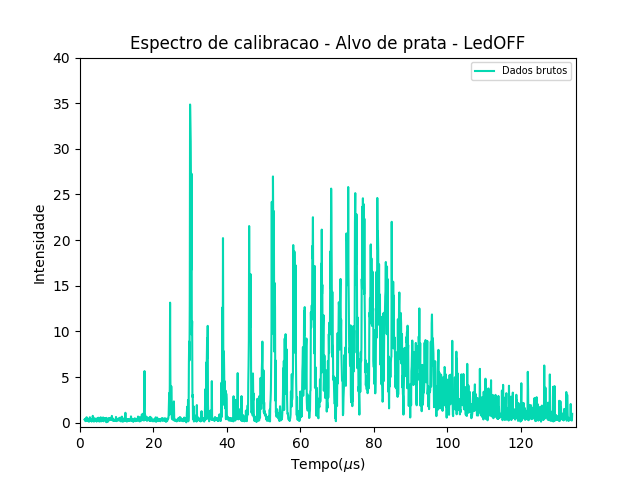 Espectro de calibracao - Alvo de prata - LedOFF
Dados brutos
40
35
30
25
20
15
10
5
0
Intensidade
0 20 40 60 80 100 120
Tempo(μs)